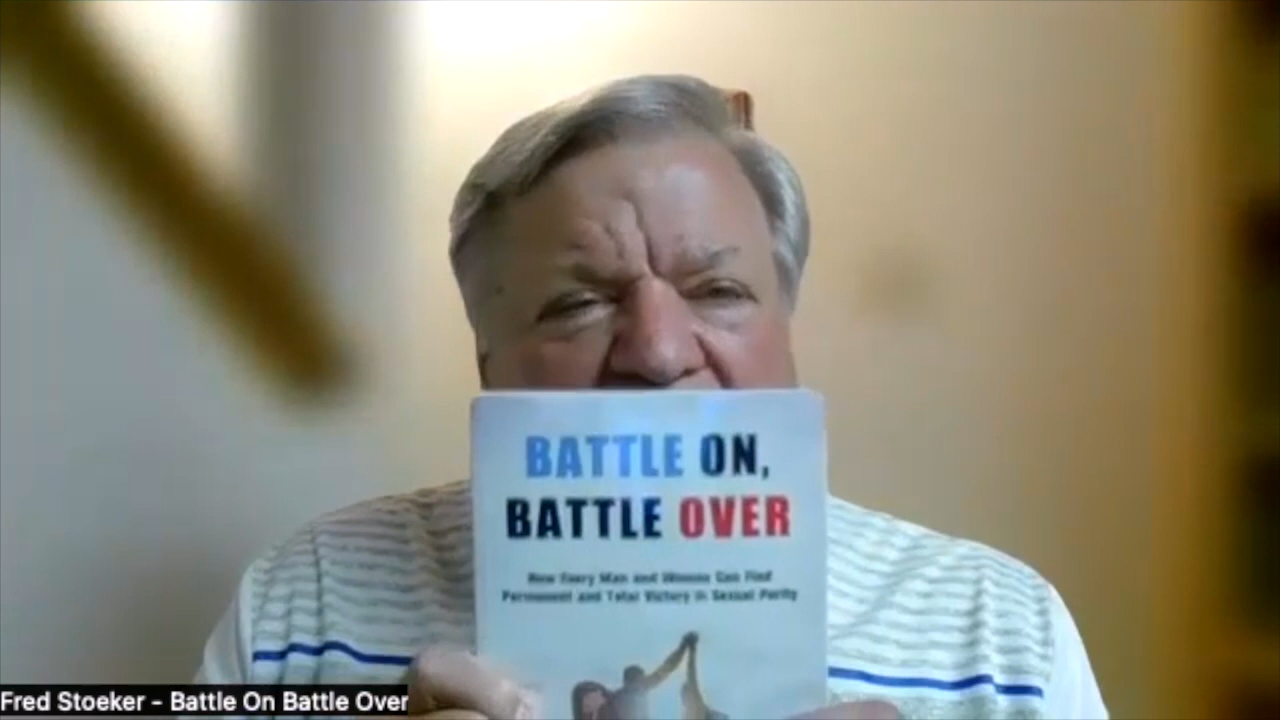 BATTLE ON,
BATTLE OVER
How Every Man and Woman Can Find
Permanent and Total Victory in Sexual Purity
Fred Stoeker - Battle On Battle Over